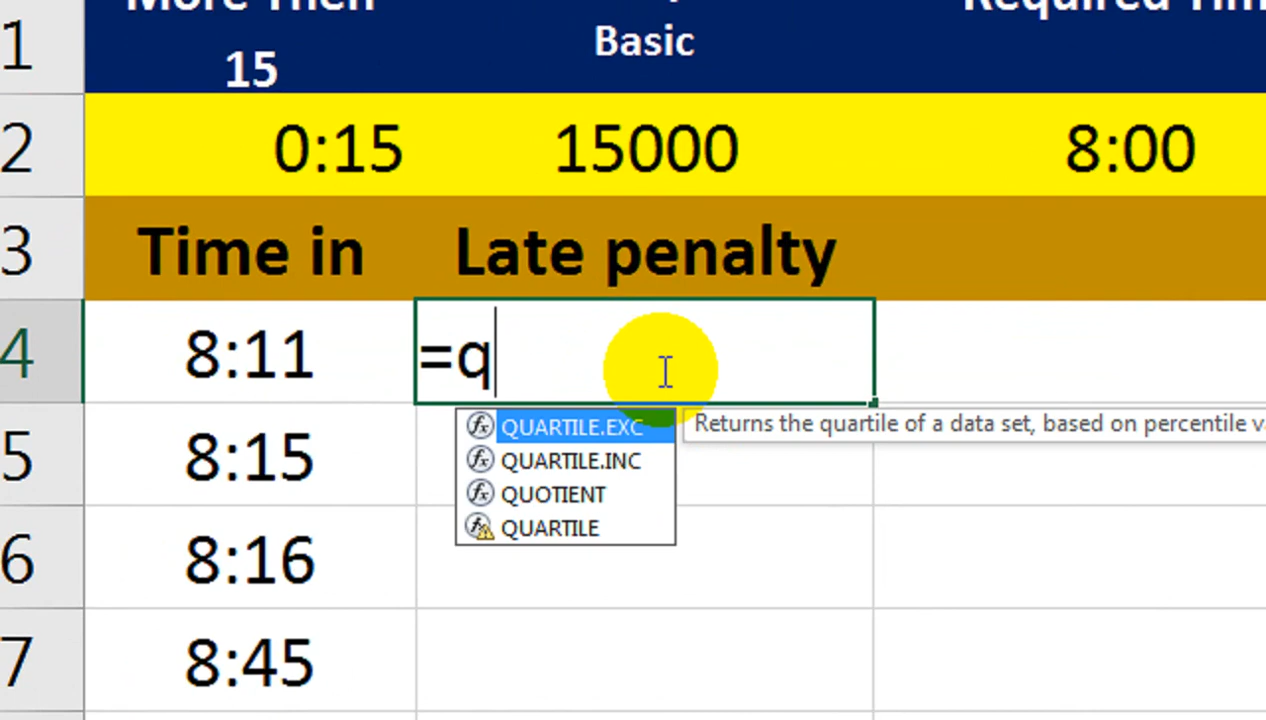 More Then Required Tim
1 15 Basic
2 0:15 15000 8:00
3 Time in Late penalty
4 8:11 =q
QUARTILE.EXC Returns the quartile of a data set, based on percentile v
5 8:15 QUARTILE.INC
QUOTIENT
QUARTILE
6 8:16
7 8:45